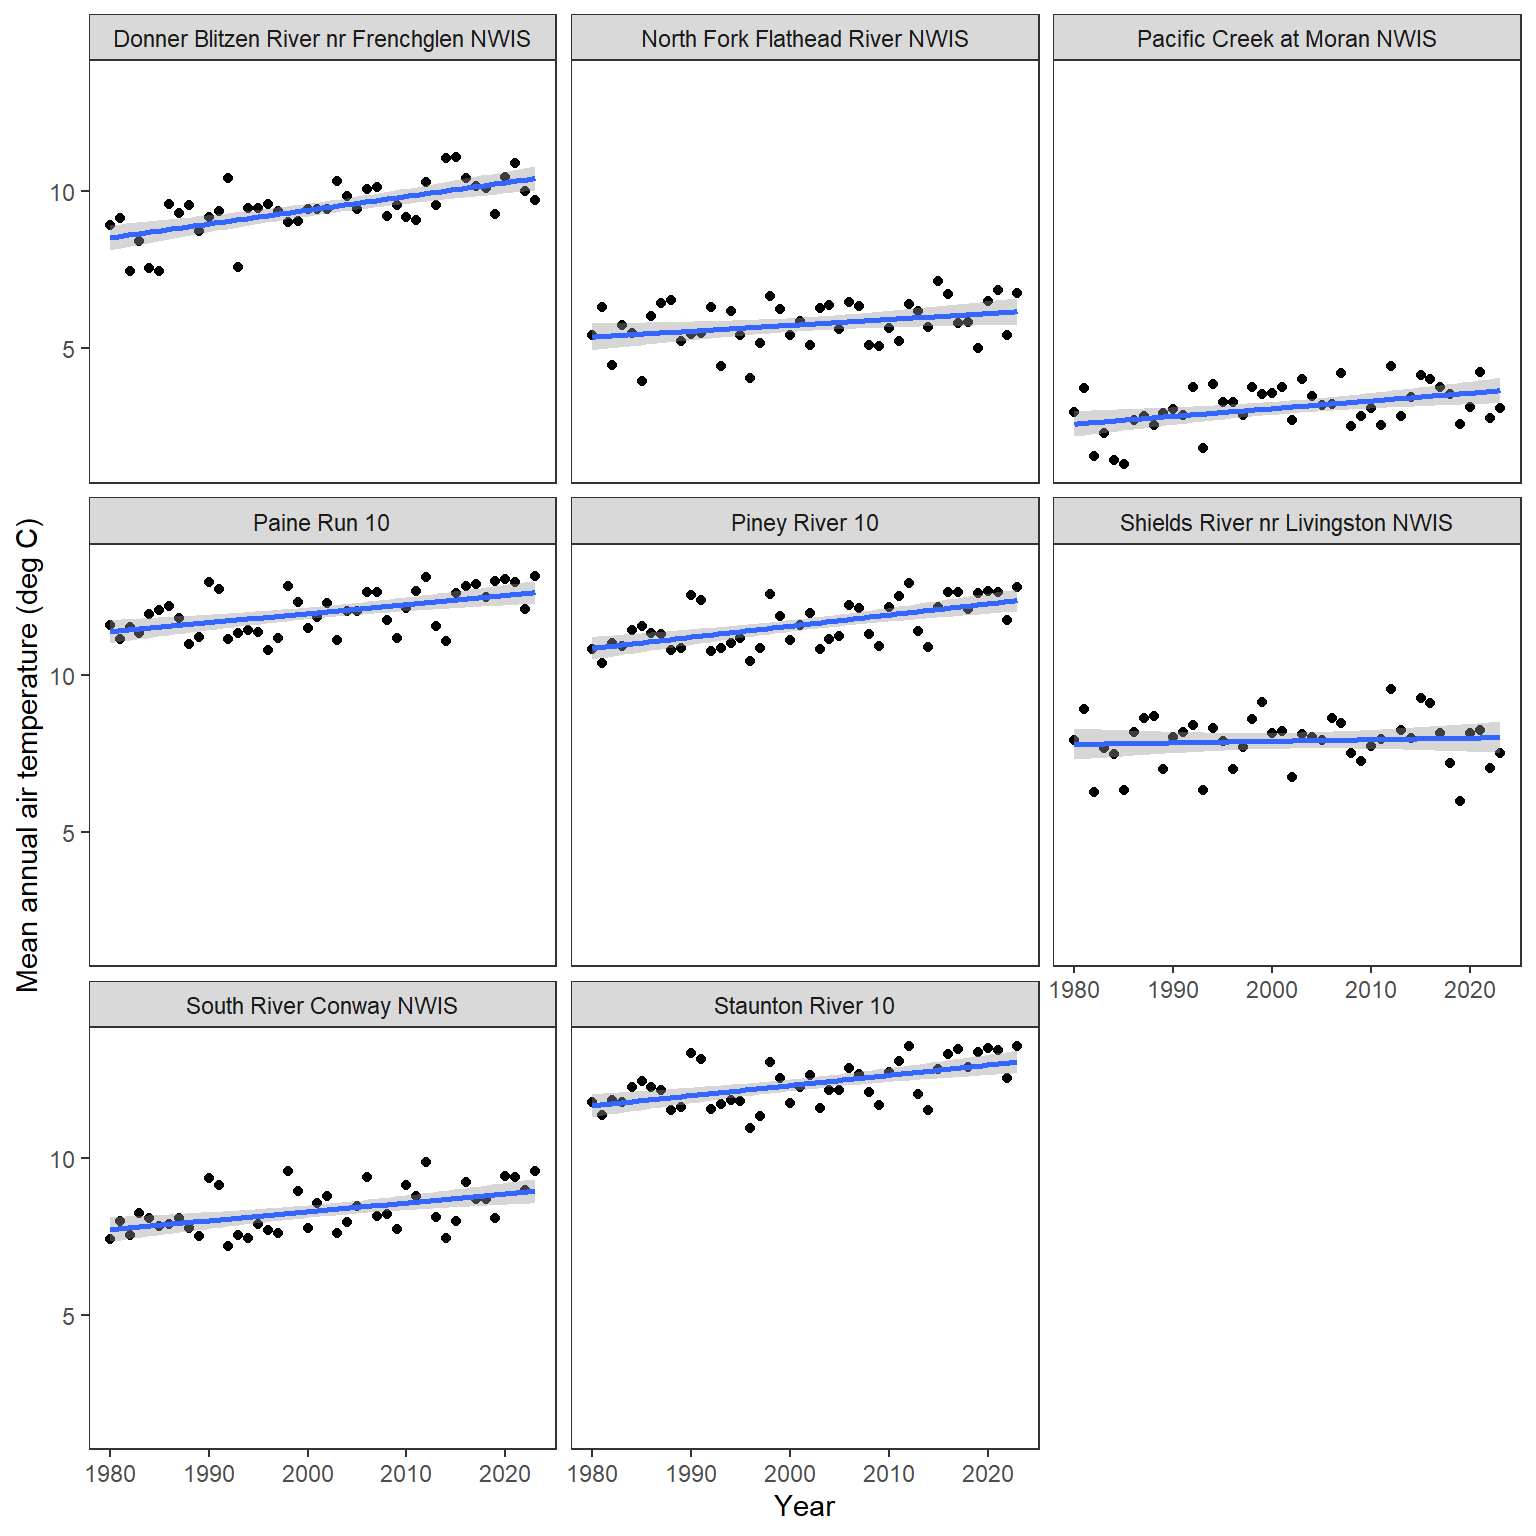 Donner Blitzen River nr Frenchglen NWIS
North Fork Flathead River NWIS
Pacific Creek at Moran NWIS
10
5
Mean annual air temperature (deg C)
Paine Run 10
Piney River 10
Shields River nr Livingston NWIS
10
5
1980 1990 2000 2010 2020
South River Conway NWIS
Staunton River 10
10
5
1980 1990 2000 2010 2020
1980 1990 2000 2010 2020
Year